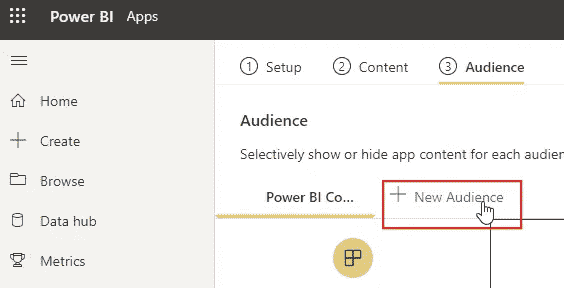 Power BI Apps
1 Setup 2 Content 3 Audience
Home
Create
Browse
Data hub
Metrics
Audience
Selectively show or hide app content for each audien
Power BI Co... New Audience